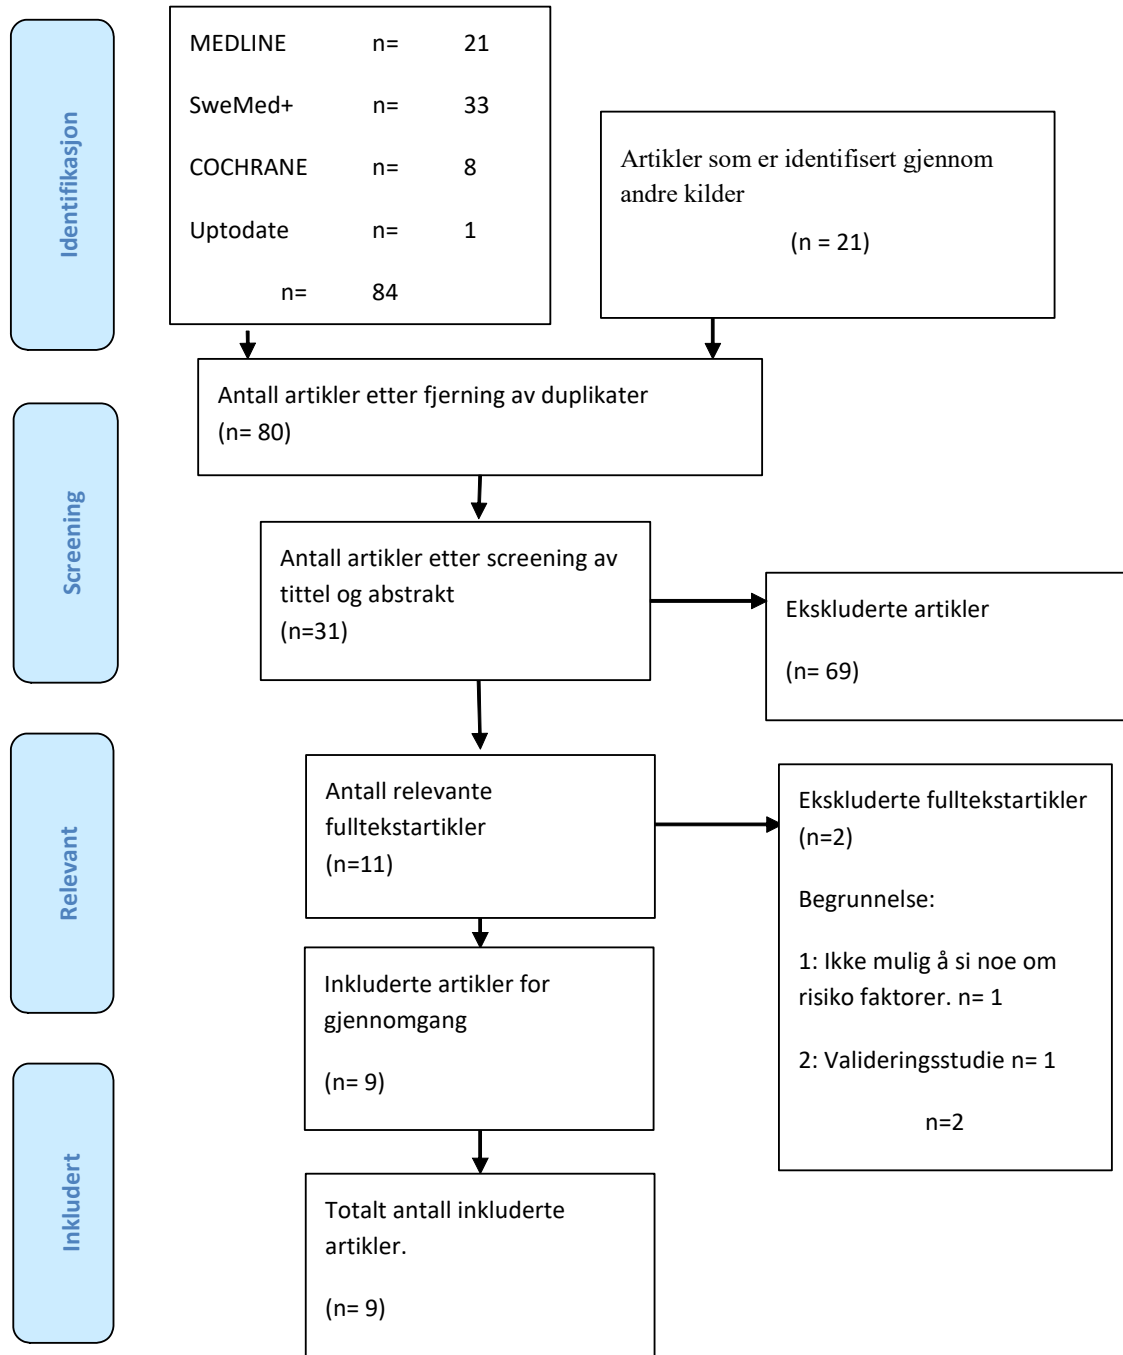 Identifikasjon
MEDLINE n= 21
SweMed+ n= 33
COCHRANE n= 8
Uptodate n= 1
n= 84
Artikler som er identifisert gjennom
andre kilder
(n = 21)
Antall artikler etter fjerning av duplikater
(n= 80)
Screening
Antall artikler etter screening av
tittel og abstrakt
(n=31)
Ekskluderte artikler
(n= 69)
Relevant
Antall relevante
fulltekstartikler
(n=11)
Ekskluderte fulltekstartikler
(n=2)
Begrunnelse:
1: Ikke mulig å si noe om
risiko faktorer. n= 1
2: Valideringsstudie n= 1
n=2
Inkluderte artikler for
gjennomgang
(n= 9)
Inkludert
Totalt antall inkluderte
artikler.
(n= 9)